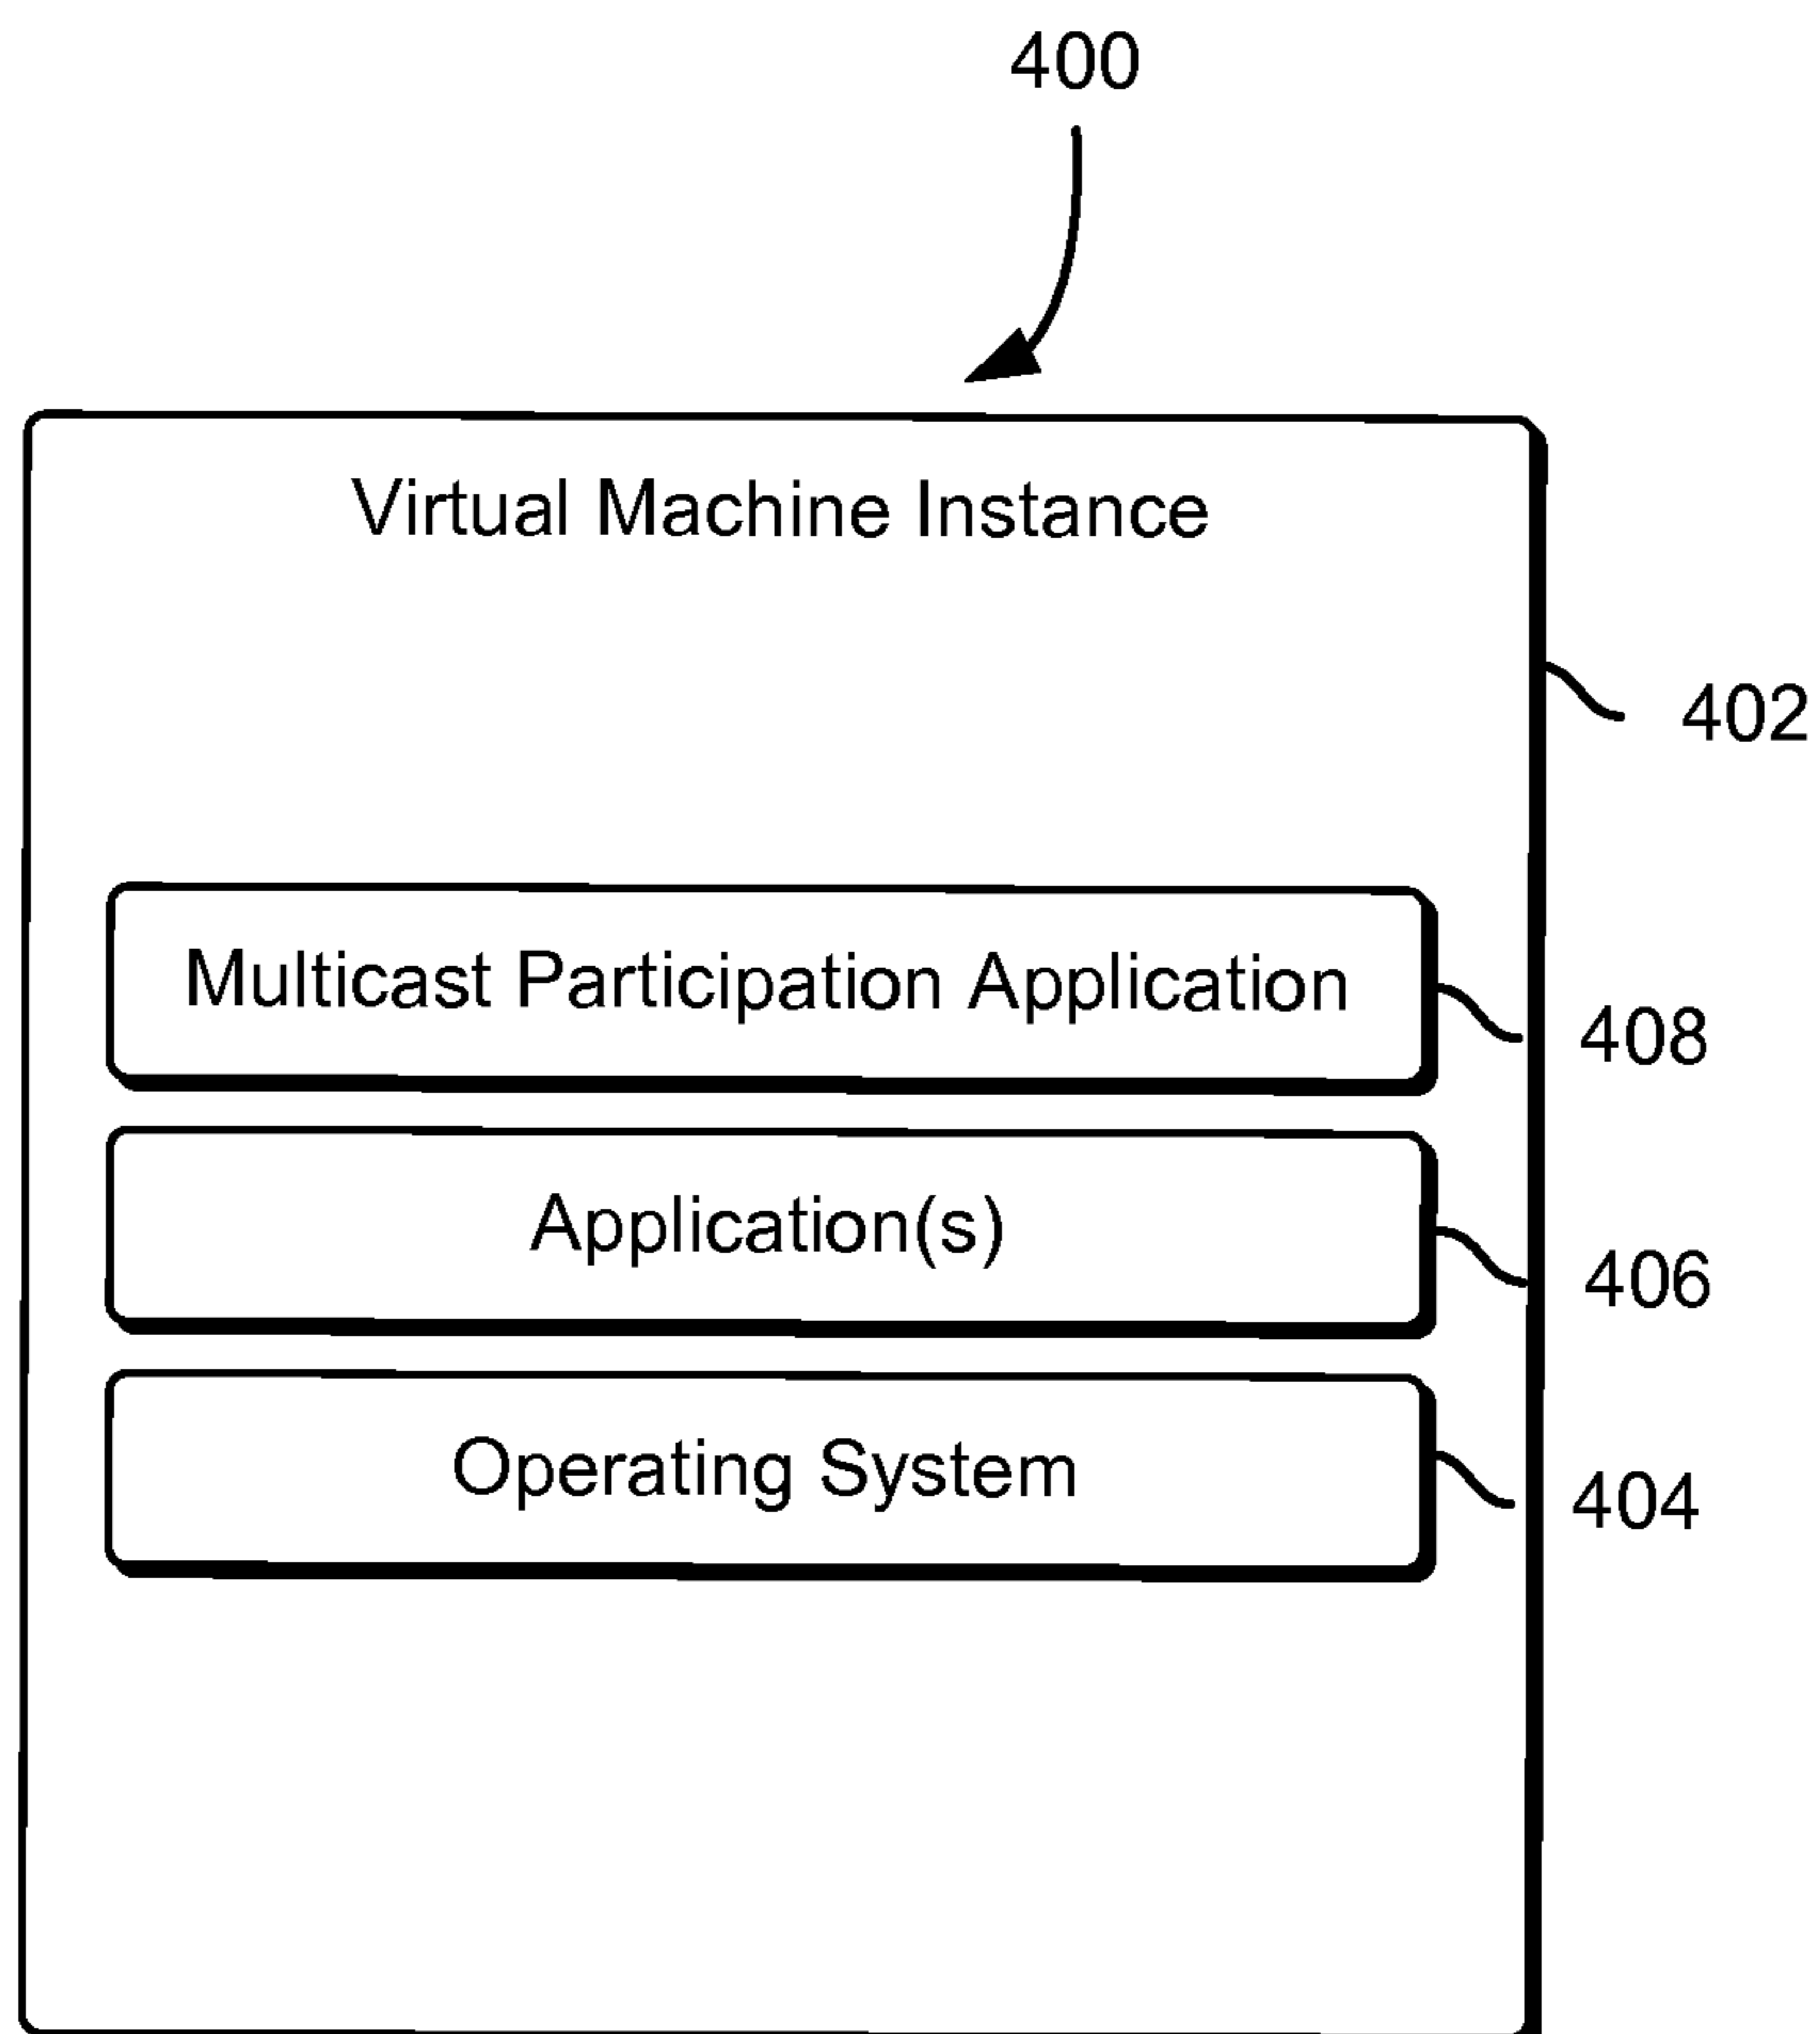 400
Virtual Machine Instance
402
Multicast Participation Application
408
Application(s)
406
Operating System
404